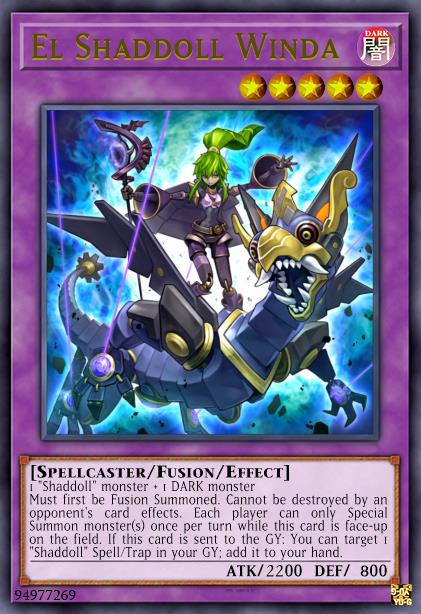 EL SHADDOLL WINDA
DARK
闇
[SPELLCASTER/FUSION/EFFECT]
1 "Shaddoll" monster + 1 DARK monster
Must first be Fusion Summoned. Cannot be destroyed by an
opponent's card effects. Each player can only Special
Summon monster(s) once per turn while this card is face-up
on the field. If this card is sent to the GY: You can target 1
"Shaddoll" Spell/Trap in your GY; add it to your hand.
ATK/2200 DEF/ 800
94977269